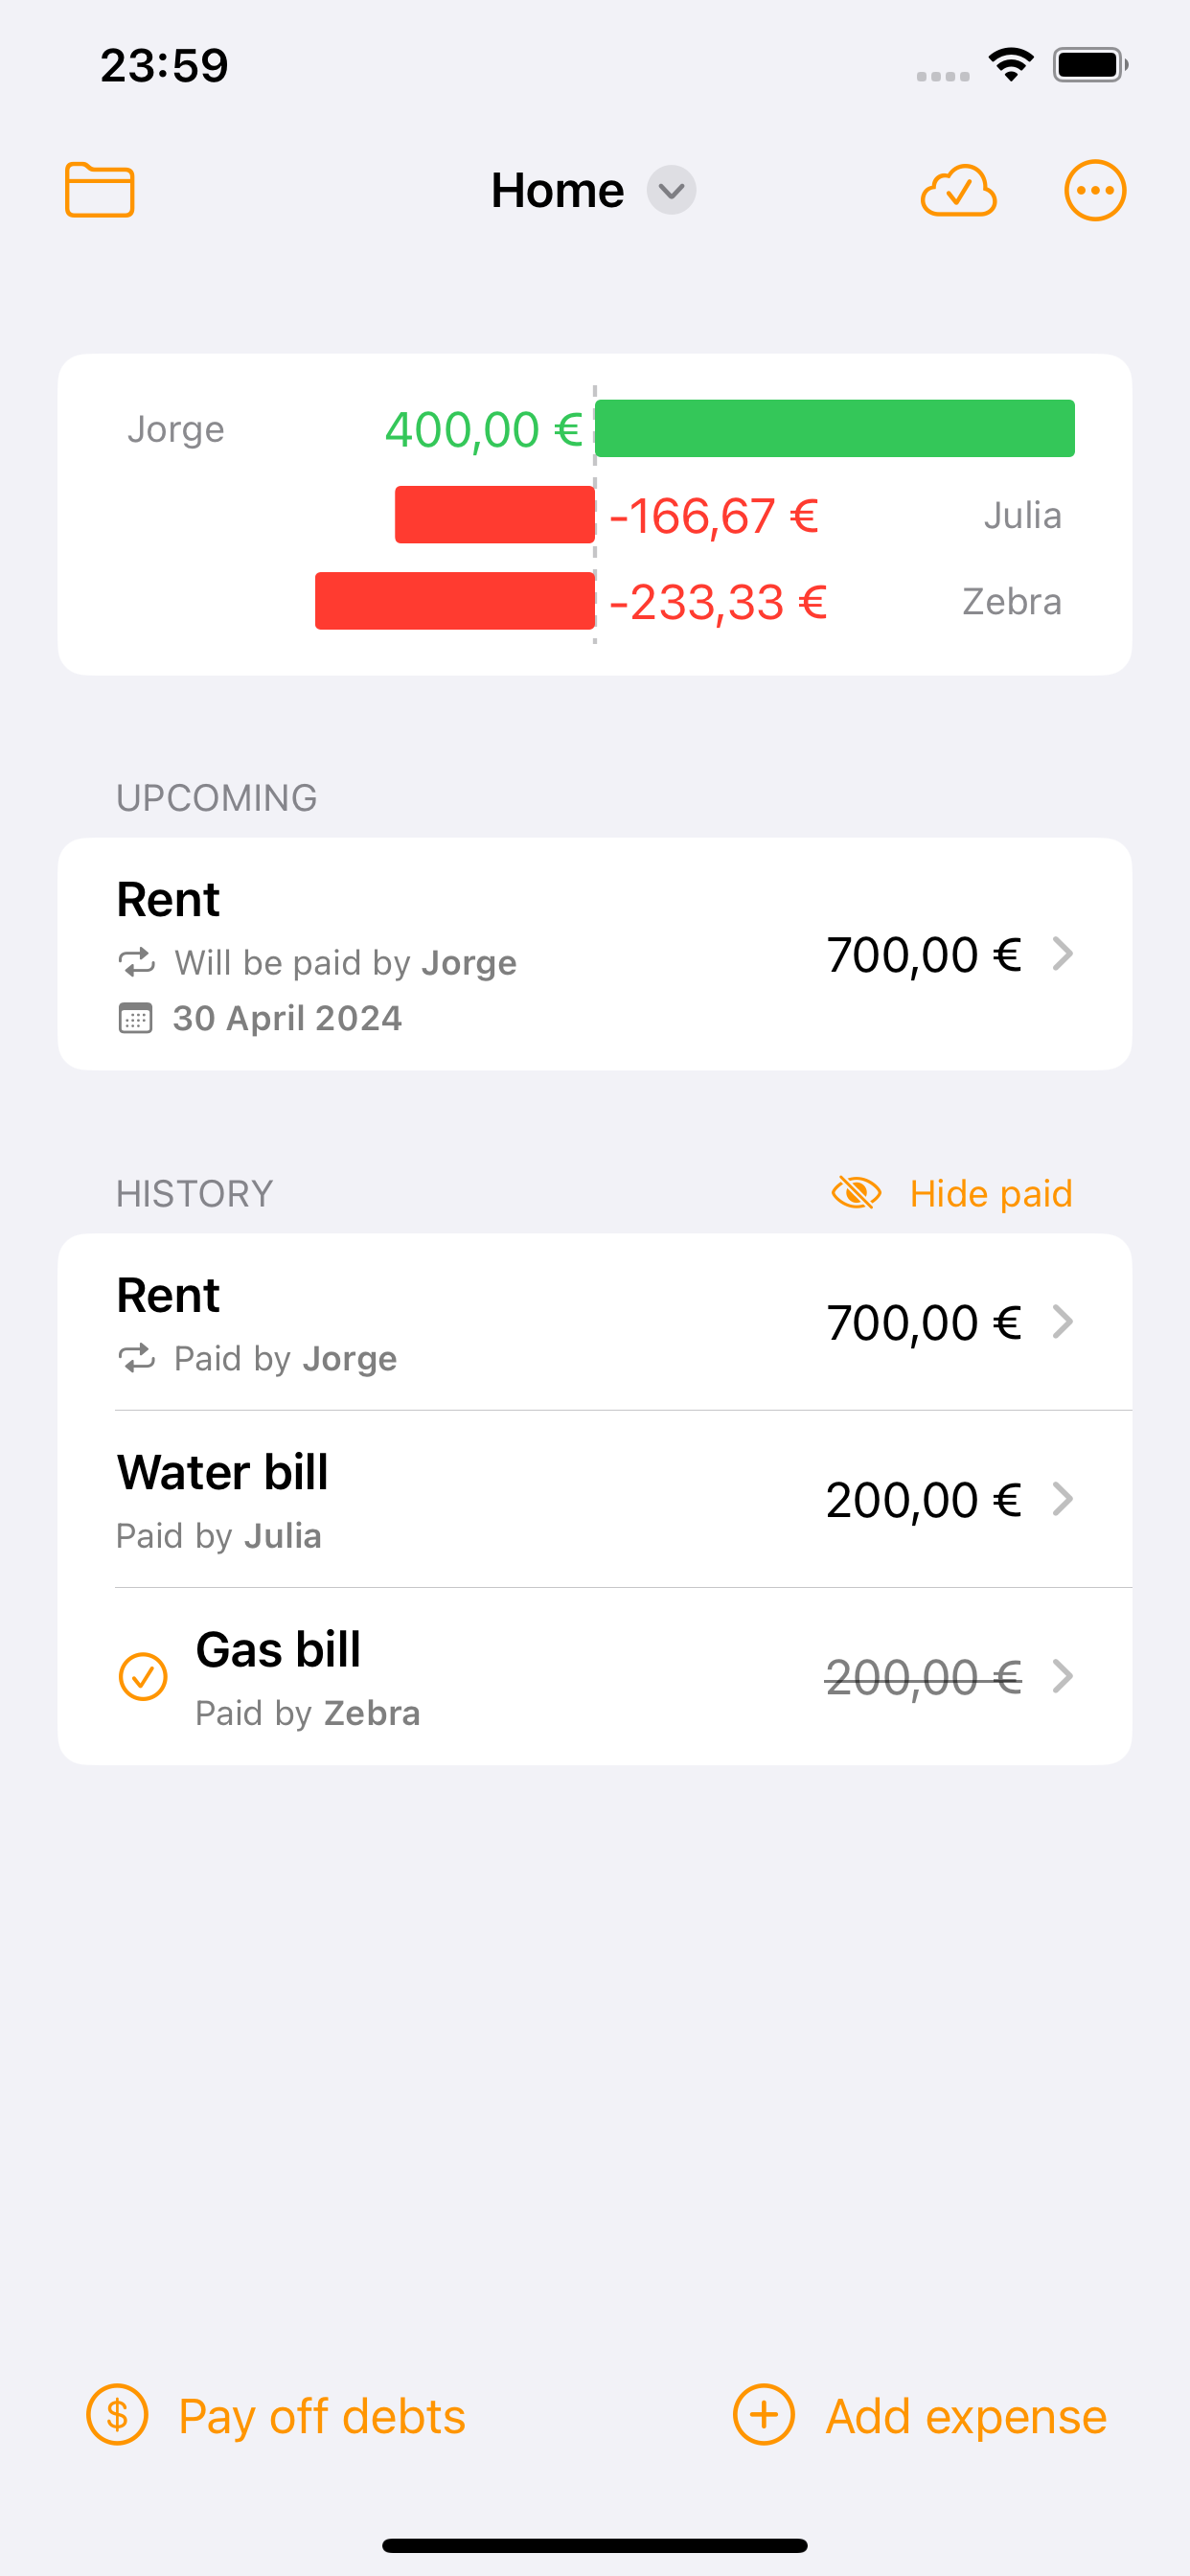 23:59
Home
Jorge 400,00 €
-166,67 € Julia
-233,33 € Zebra
UPCOMING
Rent
Will be paid by Jorge
700,00 €
30 April 2024
HISTORY Hide paid
Rent
700,00 €
Paid by Jorge
Water bill
200,00 €
Paid by Julia
Gas bill
200,00 €
Paid by Zebra
$ Pay off debts Add expense